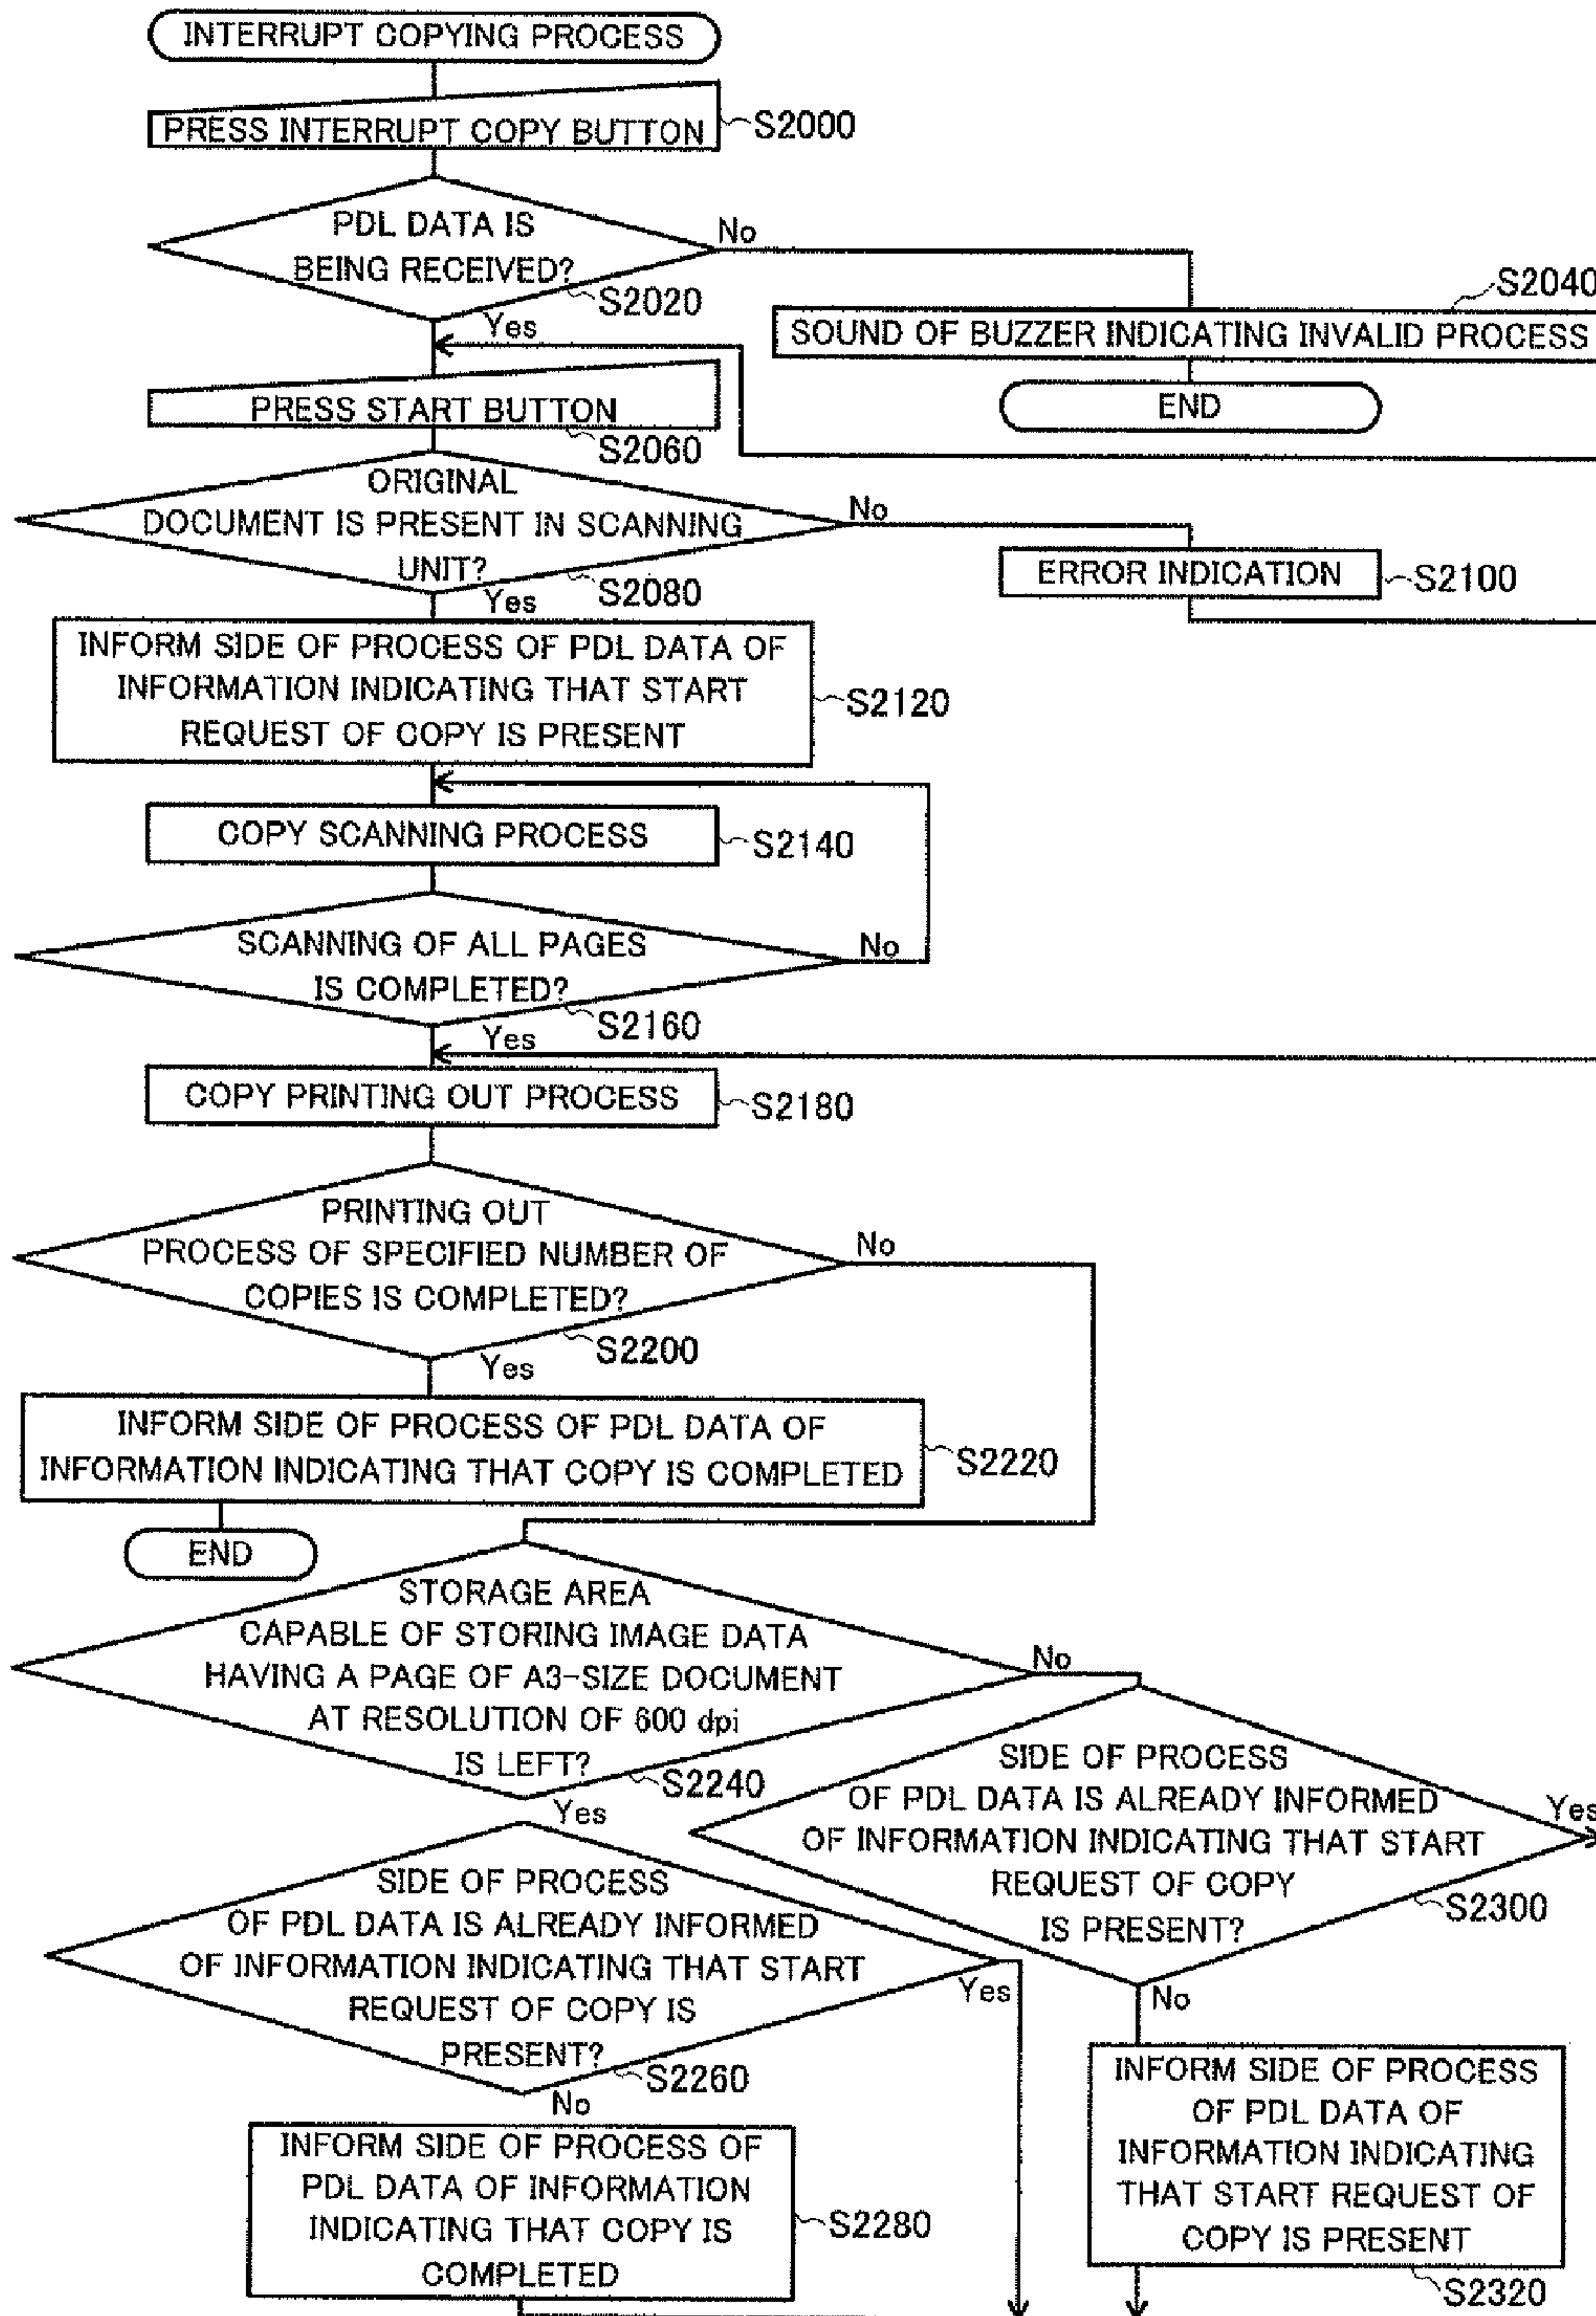 INTERRUPT COPYING PROCESS
PRESS INTERRUPT COPY BUTTON
S2000
PDL DATA IS
BEING RECEIVED?
S2020
No
Yes
S2040
SOUND OF BUZZER INDICATING INVALID PROCESS
END
PRESS START BUTTON
S2060
ORIGINAL
DOCUMENT IS PRESENT IN SCANNING
UNIT?
S2080
No
Yes
ERROR INDICATION
S2100
INFORM SIDE OF PROCESS OF PDL DATA OF
INFORMATION INDICATING THAT START
REQUEST OF COPY IS PRESENT
S2120
COPY SCANNING PROCESS
S2140
SCANNING OF ALL PAGES
IS COMPLETED?
S2160
No
Yes
COPY PRINTING OUT PROCESS
S2180
PRINTING OUT
PROCESS OF SPECIFIED NUMBER OF
COPIES IS COMPLETED?
S2200
No
Yes
INFORM SIDE OF PROCESS OF PDL DATA OF
INFORMATION INDICATING THAT COPY IS COMPLETED
S2220
END
STORAGE AREA
CAPABLE OF STORING IMAGE DATA
HAVING A PAGE OF A3-SIZE DOCUMENT
AT RESOLUTION OF 600 dpi
IS LEFT?
S2240
No
Yes
SIDE OF PROCESS
OF PDL DATA IS ALREADY INFORMED
OF INFORMATION INDICATING THAT START
REQUEST OF COPY
IS PRESENT?
S2300
Yes
No
SIDE OF PROCESS
OF PDL DATA IS ALREADY INFORMED
OF INFORMATION INDICATING THAT START
REQUEST OF COPY IS
PRESENT?
S2260
Yes
No
INFORM SIDE OF PROCESS OF
PDL DATA OF INFORMATION
INDICATING THAT COPY IS
COMPLETED
S2280
INFORM SIDE OF PROCESS
OF PDL DATA OF
INFORMATION INDICATING
THAT START REQUEST OF
COPY IS PRESENT
S2320